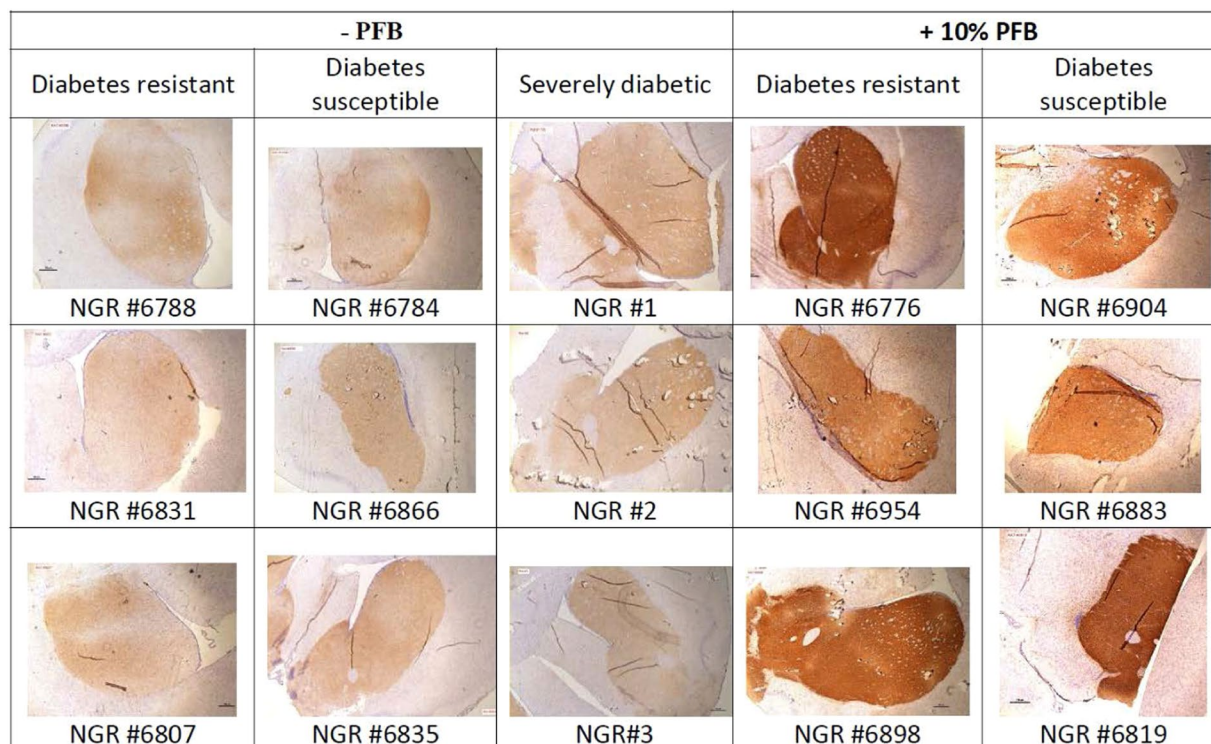 - PFB
+ 10% PFB
Diabetes resistant
Diabetes
susceptible
Severely diabetic
Diabetes resistant
Diabetes
susceptible
NGR #6788
NGR #6784
NGR #1
NGR #6776
NGR #6904
NGR #6831
NGR #6866
NGR #2
NGR #6954
NGR #6883
NGR #6807
NGR #6835
NGR#3
NGR #6898
NGR #6819